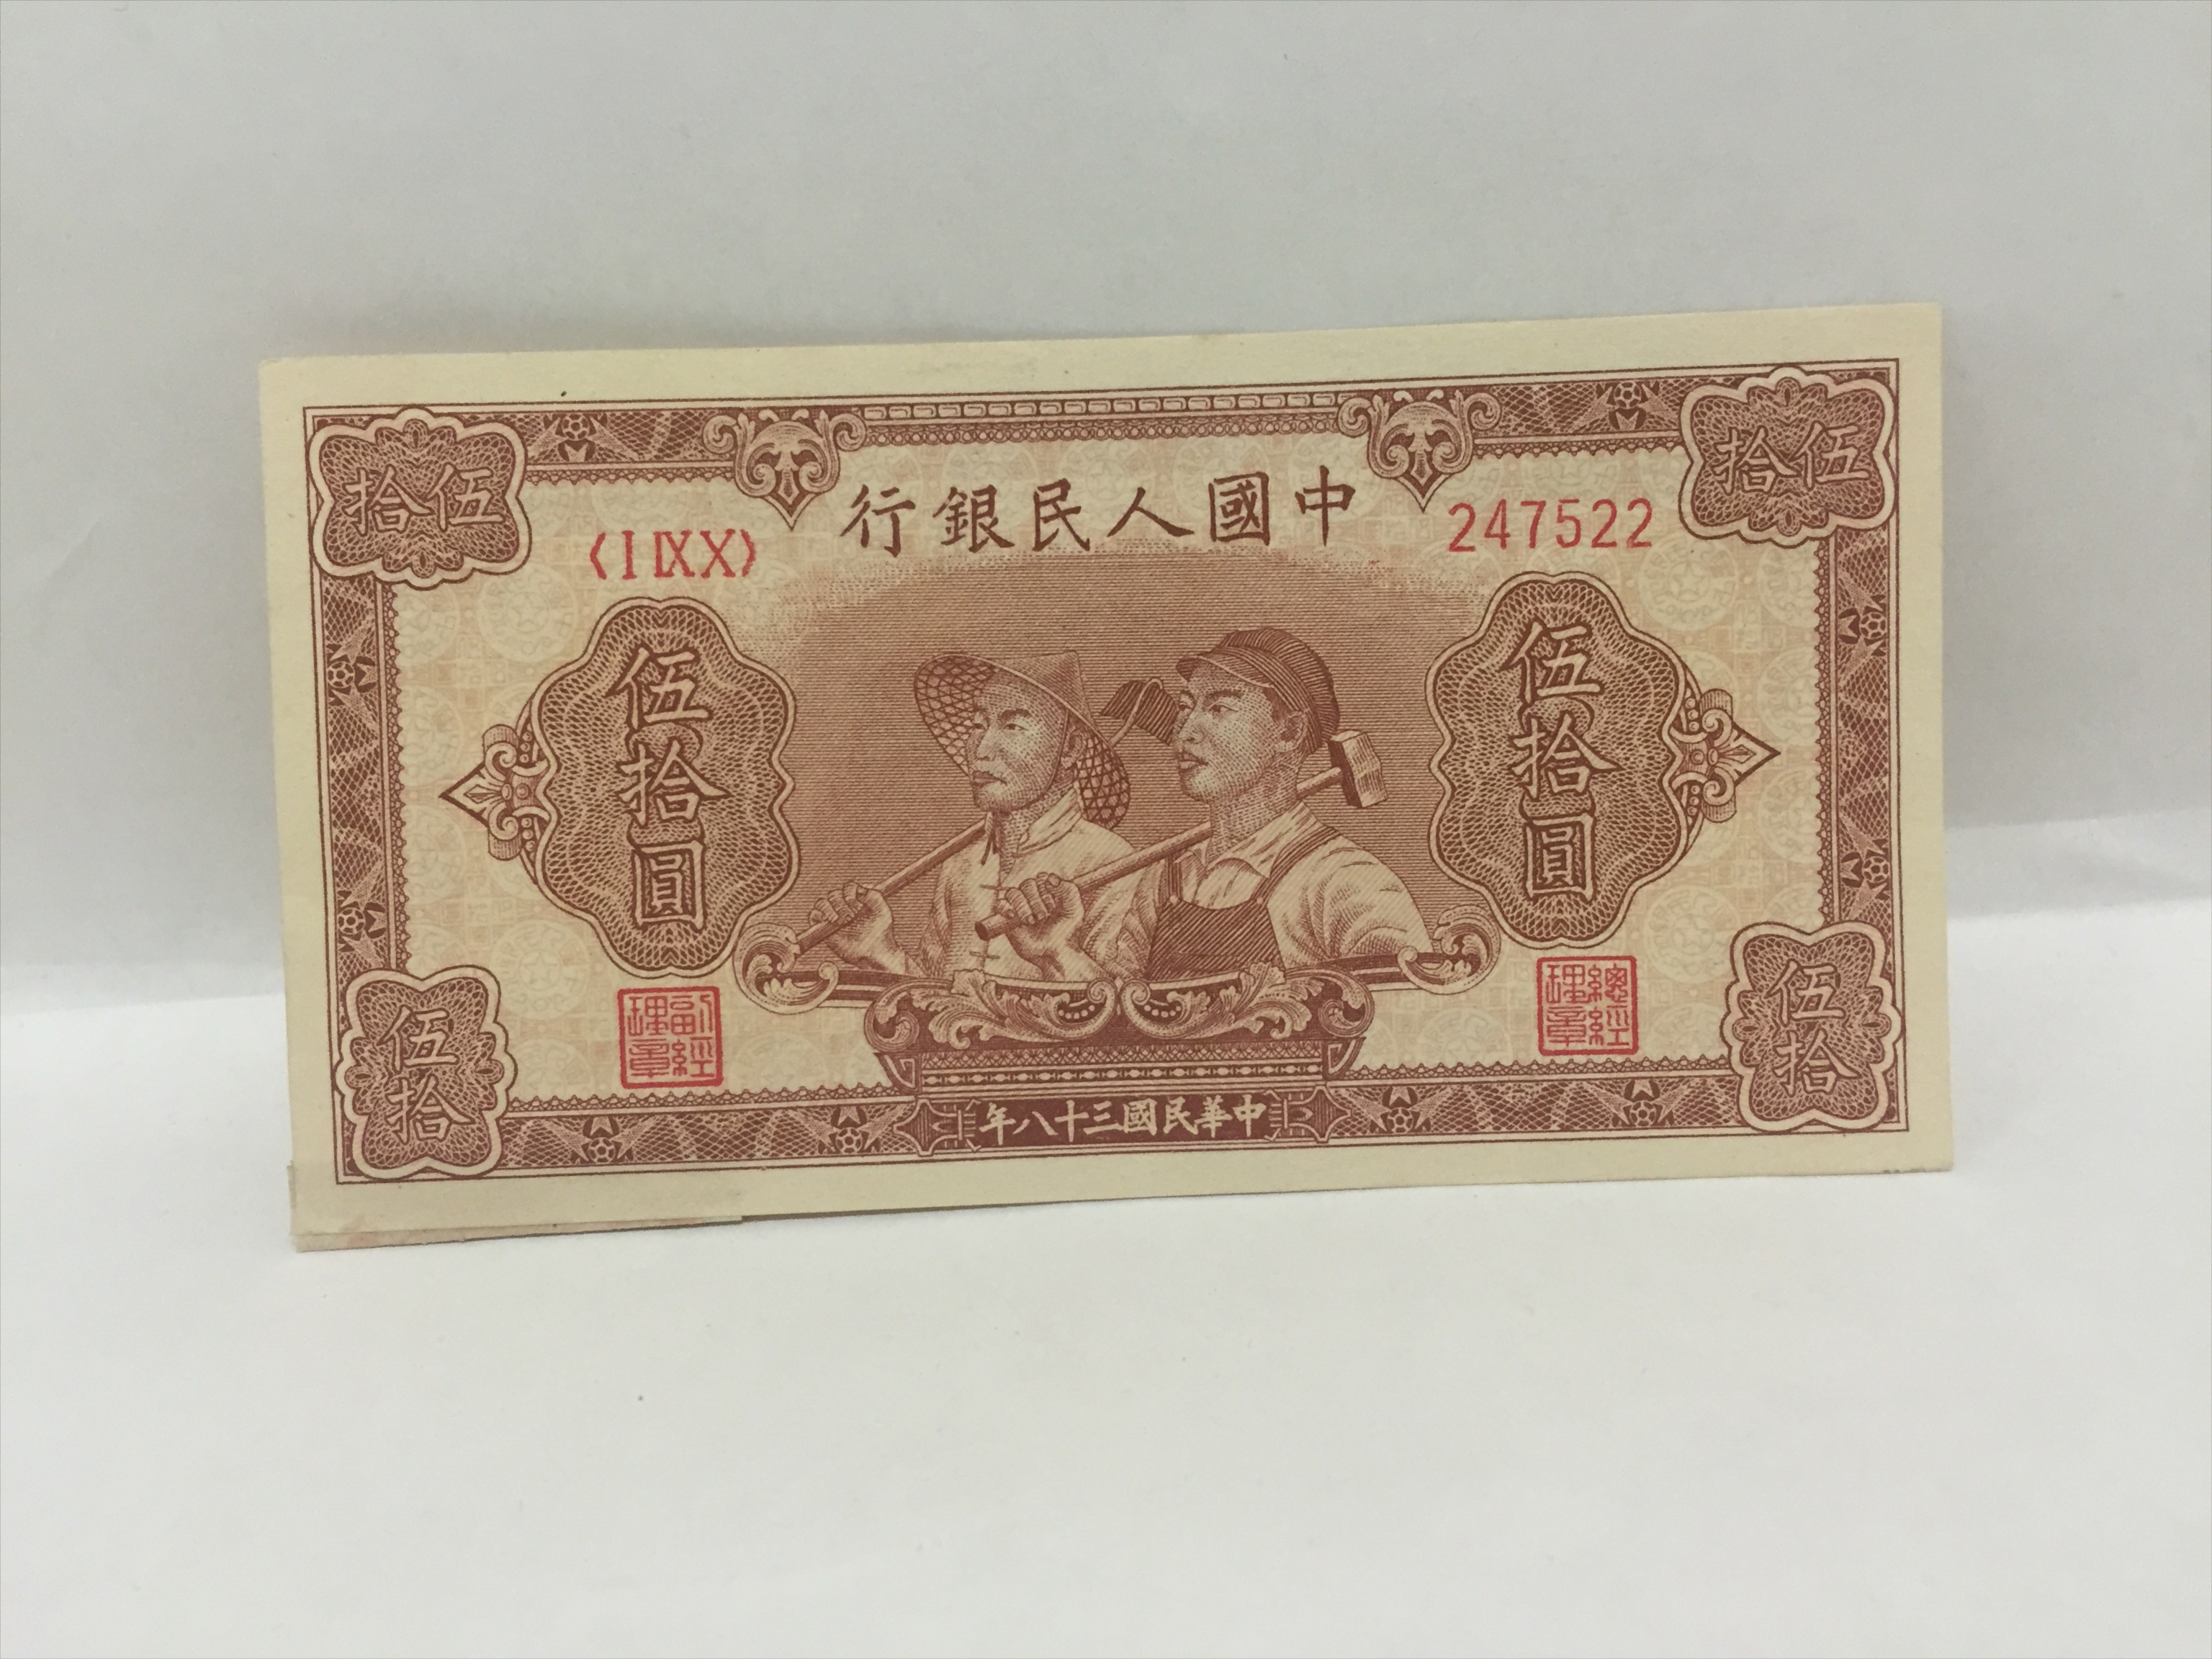 伍拾
伍拾
中國人民銀行
〈I IX X〉
247522
伍拾圓
伍拾圓
副經理章
總經理章
伍拾
伍拾
中華民國三十八年